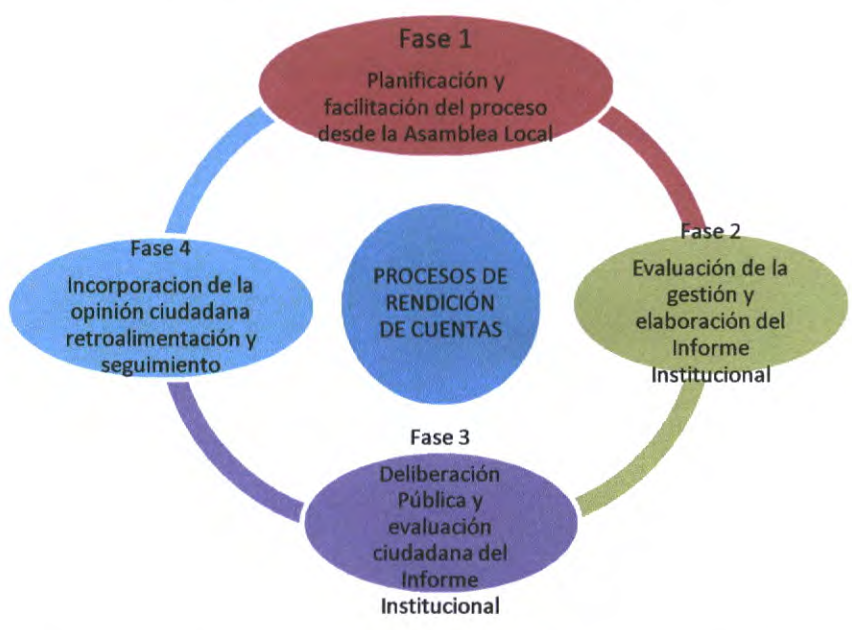 Fase 1
Planificación y
facilitación del proceso
desde la Asamblea Local
Fase 2
Evaluación de la
gestión y
elaboración del
Informe
Institucional
Fase 3
Deliberación
Pública y
evaluación
ciudadana del
Informe
Institucional
Fase 4
Incorporacion de la
opinión ciudadana
retroalimentación y
seguimiento
PROCESOS DE
RENDICIÓN
DE CUENTAS